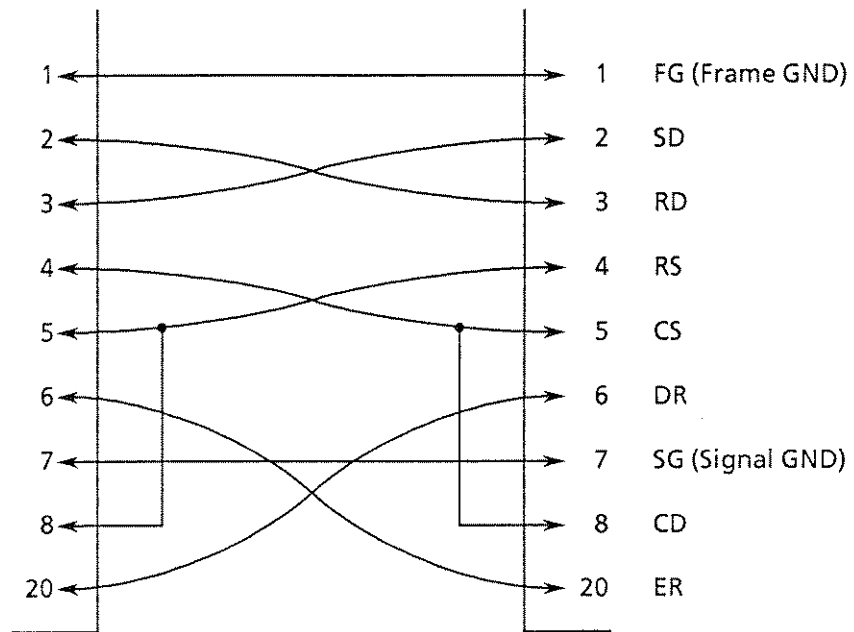 1 1 FG (Frame GND)
2 2 SD
3 3 RD
4 4 RS
5 5 CS
6 6 DR
7 7 SG (Signal GND)
8 8 CD
20 20 ER